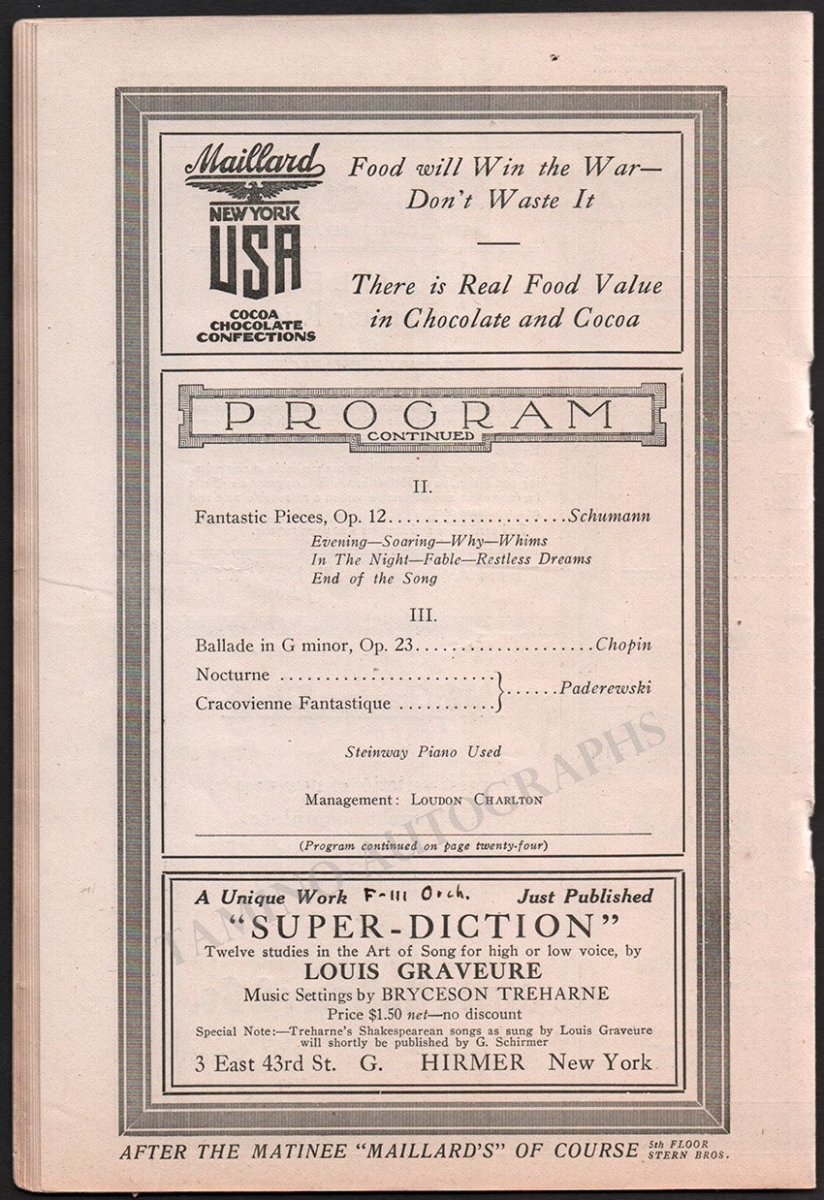 Maillard
NEW YORK
USA
COCOA
CHOCOLATE
CONFECTIONS
Food will Win the War—
Don't Waste It
There is Real Food Value
in Chocolate and Cocoa
PROGRAM
CONTINUED
II.
Fantastic Pieces, Op. 12....................Schumann
Evening—Soaring—Why—Whims
In The Night—Fable—Restless Dreams
End of the Song
III.
Ballade in G minor, Op. 23....................Chopin
Nocturne ........................
Cracovienne Fantastique ...........
}......Paderewski
Steinway Piano Used
Management: LOUDON CHARLTON
(Program continued on page twenty-four)
TAMINO AUTOGRAPHS
A Unique Work F-111 Orch. Just Published
"SUPER-DICTION"
Twelve studies in the Art of Song for high or low voice, by
LOUIS GRAVEURE
Music Settings by BRYCESON TREHARNE
Price $1.50 net—no discount
Special Note:—Treharne's Shakespearean songs as sung by Louis Graveure
will shortly be published by G. Schirmer
3 East 43rd St. G. HIRMER New York
AFTER THE MATINEE "MAILLARD'S" OF COURSE 5th FLOOR
STERN BROS.